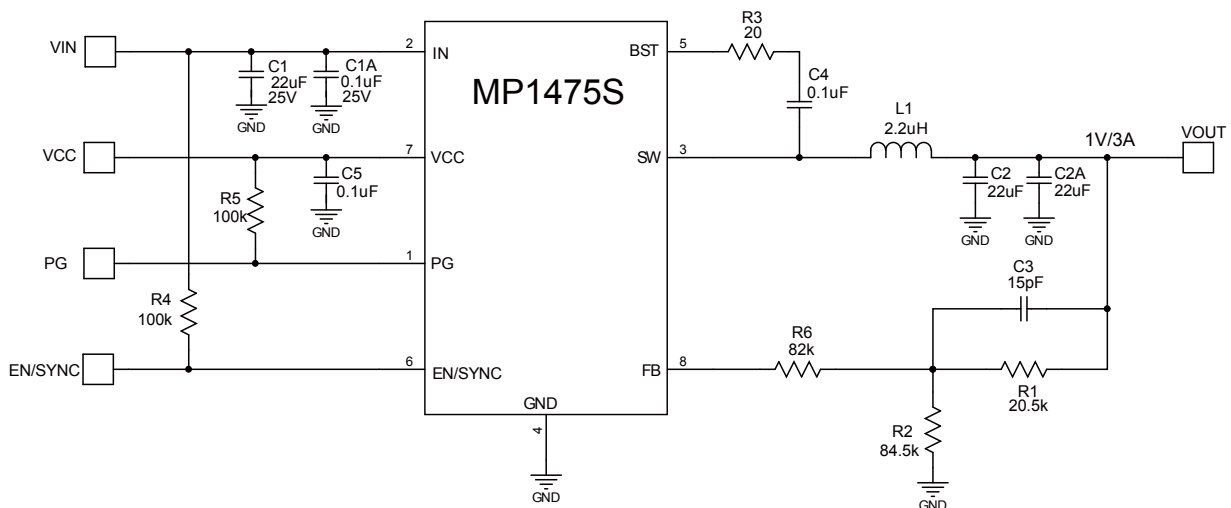 VIN
C1
22uF
25V
GND
C1A
0.1uF
25V
GND
2
IN
MP1475S
BST
5
R3
20
C4
0.1uF
VCC
7
VCC
R5
100k
C5
0.1uF
GND
SW
3
L1
2.2uH
1V/3A
VOUT
C2
22uF
GND
C2A
22uF
GND
PG
1
PG
R4
100k
C3
15pF
EN/SYNC
6
EN/SYNC
FB
8
R6
82k
R1
20.5k
R2
84.5k
GND
GND
4
GND